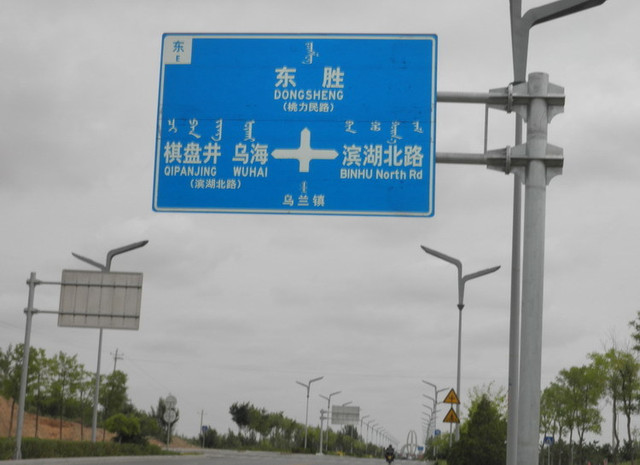 东
E
东 胜
DONGSHENG
（桃力民路）
棋盘井 乌海
QIPANJING WUHAI
（滨湖北路）
滨湖北路
BINHU North Rd
乌兰镇